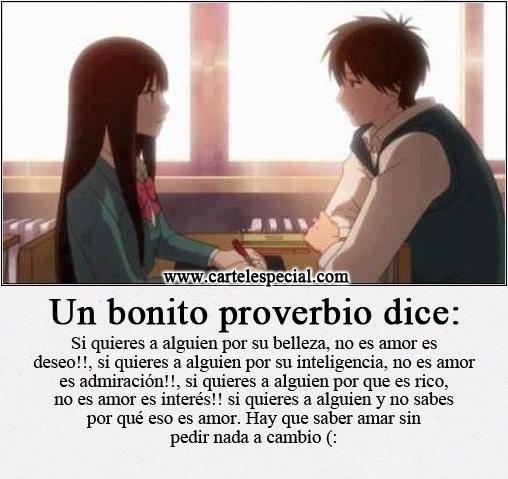 www.cartelespecial.com
Un bonito proverbio dice:
Si quieres a alguien por su belleza, no es amor es
deseo!!, si quieres a alguien por su inteligencia, no es amor
es admiración!!, si quieres a alguien por que es rico,
no es amor es interés!! si quieres a alguien y no sabes
por qué eso es amor. Hay que saber amar sin
pedir nada a cambio (: